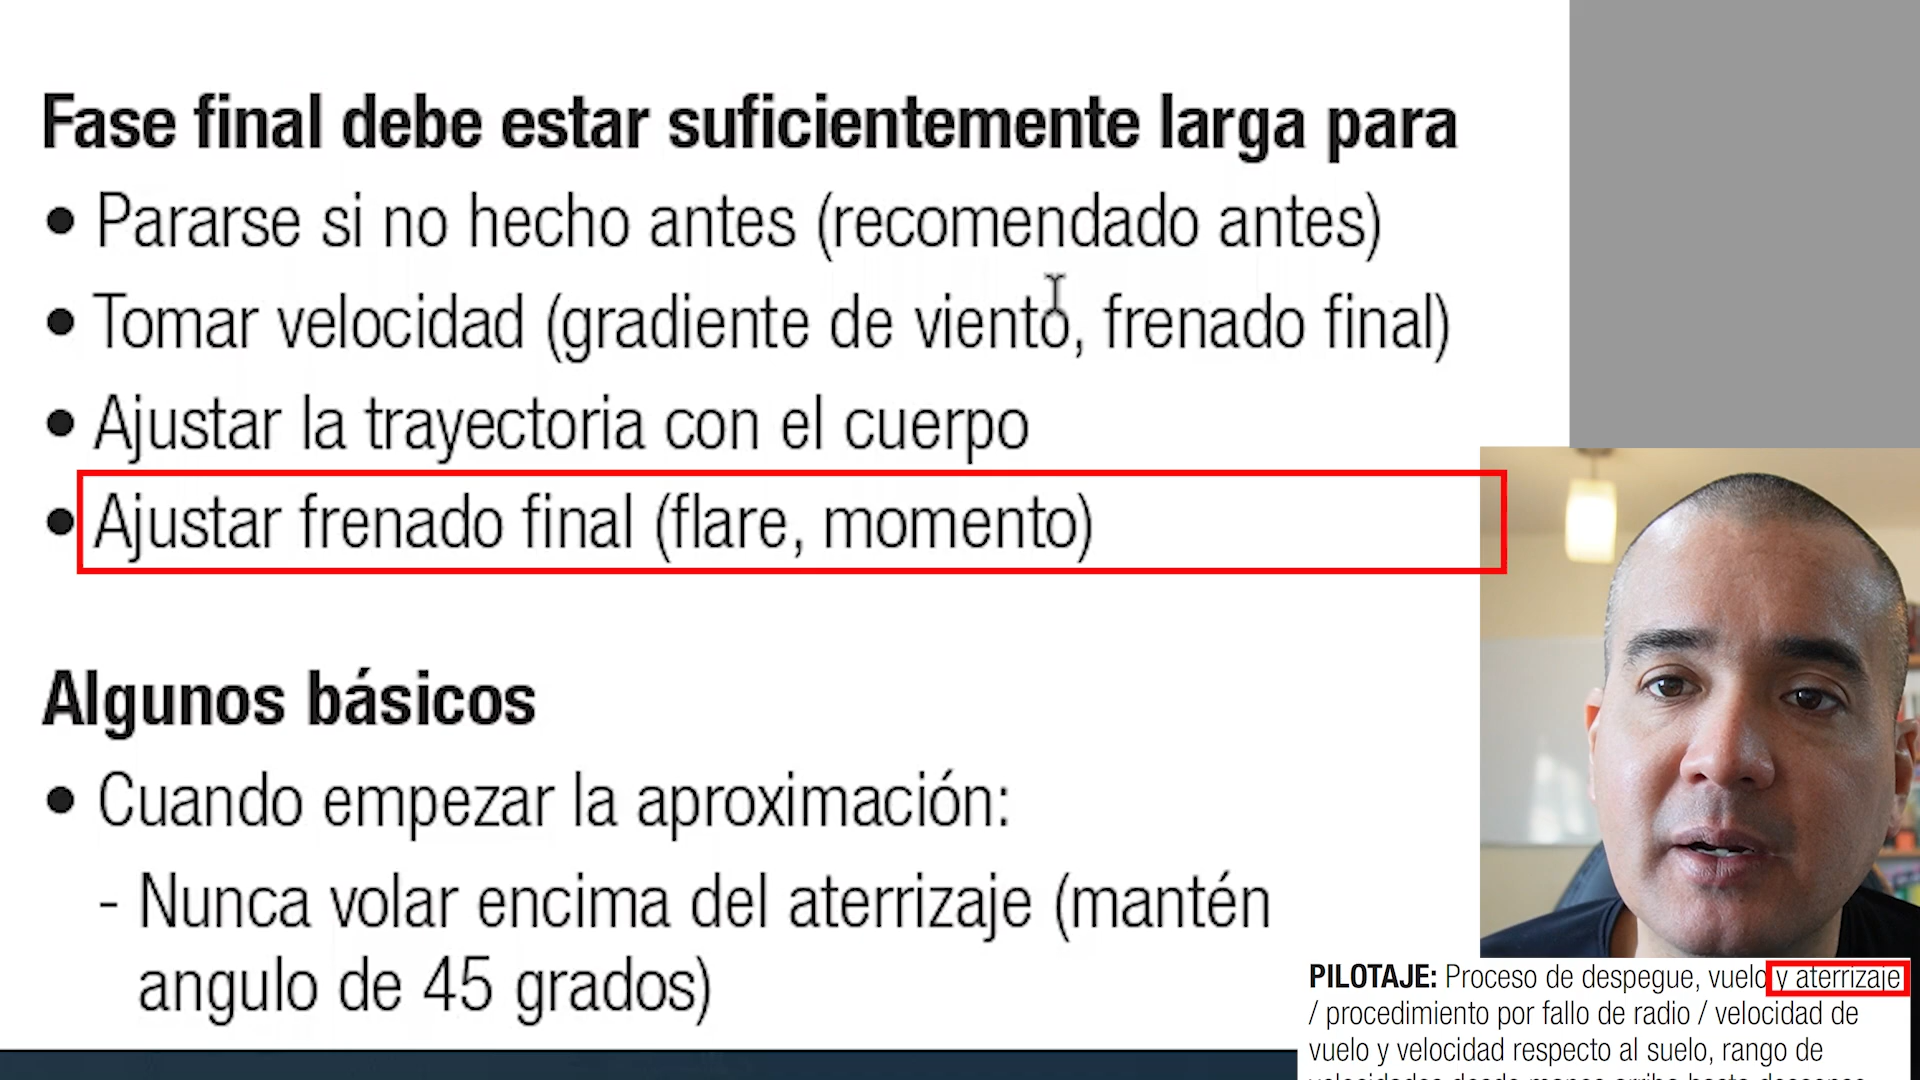 Fase final debe estar suficientemente larga para
• Pararse si no hecho antes (recomendado antes)
• Tomar velocidad (gradiente de viento, frenado final)
• Ajustar la trayectoria con el cuerpo
• Ajustar frenado final (flare, momento)
Algunos básicos
• Cuando empezar la aproximación:
- Nunca volar encima del aterrizaje (mantén
angulo de 45 grados)
PILOTAJE: Proceso de despegue, vuelo y aterrizaje
/ procedimiento por fallo de radio / velocidad de
vuelo y velocidad respecto al suelo, rango de